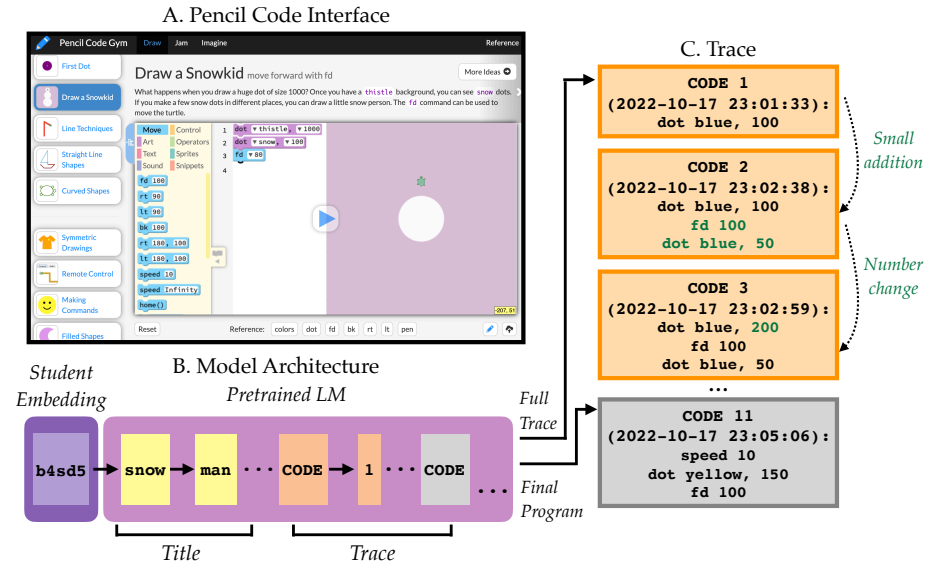 A. Pencil Code Interface
Pencil Code Gym
Draw
Jam
Imagine
Reference
First Dot
Draw a Snowkid
Line Techniques
Straight Line
Shapes
Curved Shapes
Symmetric
Drawings
Remote Control
Making
Commands
Filled Shapes
Draw a Snowkid move forward with fd
More Ideas
What happens when you draw a huge dot of size 1000? Once you have a thistle background, you can see snow dots.
If you make a few snow dots in different places, you can draw a little snow person. The fd command can be used to
move the turtle.
Move
Control
Art
Operators
Text
Sprites
Sound
Snippets
fd 100
rt 90
lt 90
bk 100
rt 180, 100
lt 180, 100
speed 10
speed Infinity
home()
1 dot thistle, 1000
2 dot snow, 100
3 fd 80
4
-207, 51
Reset
Reference: colors dot fd bk rt lt pen
B. Model Architecture
Student
Embedding
Pretrained LM
b4sd5
snow
man
...
CODE
1
...
CODE
...
Title
Trace
Full
Trace
Final
Program
C. Trace
CODE 1
(2022-10-17 23:01:33):
dot blue, 100
Small
addition
CODE 2
(2022-10-17 23:02:38):
dot blue, 100
fd 100
dot blue, 50
Number
change
CODE 3
(2022-10-17 23:02:59):
dot blue, 200
fd 100
dot blue, 50
...
CODE 11
(2022-10-17 23:05:06):
speed 10
dot yellow, 150
fd 100